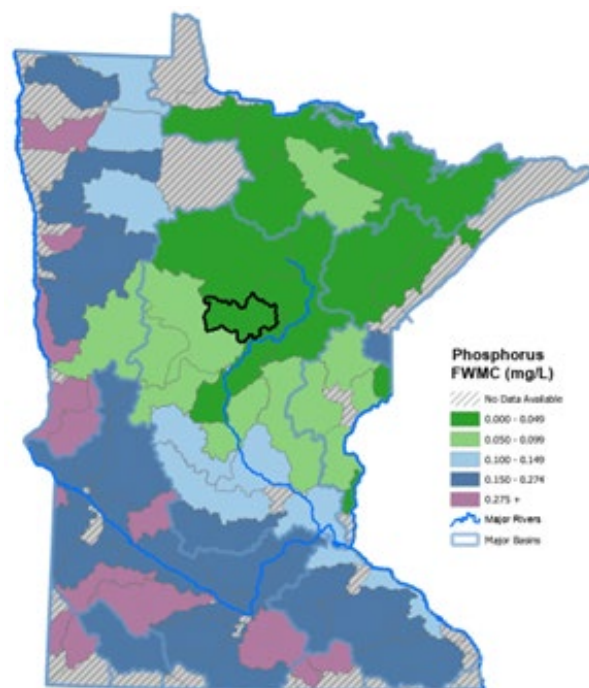 Phosphorus
FWMC (mg/L)
No Data Available
0.000 - 0.049
0.050 - 0.099
0.100 - 0.149
0.150 - 0.274
0.275 +
Major Rivers
Major Basins